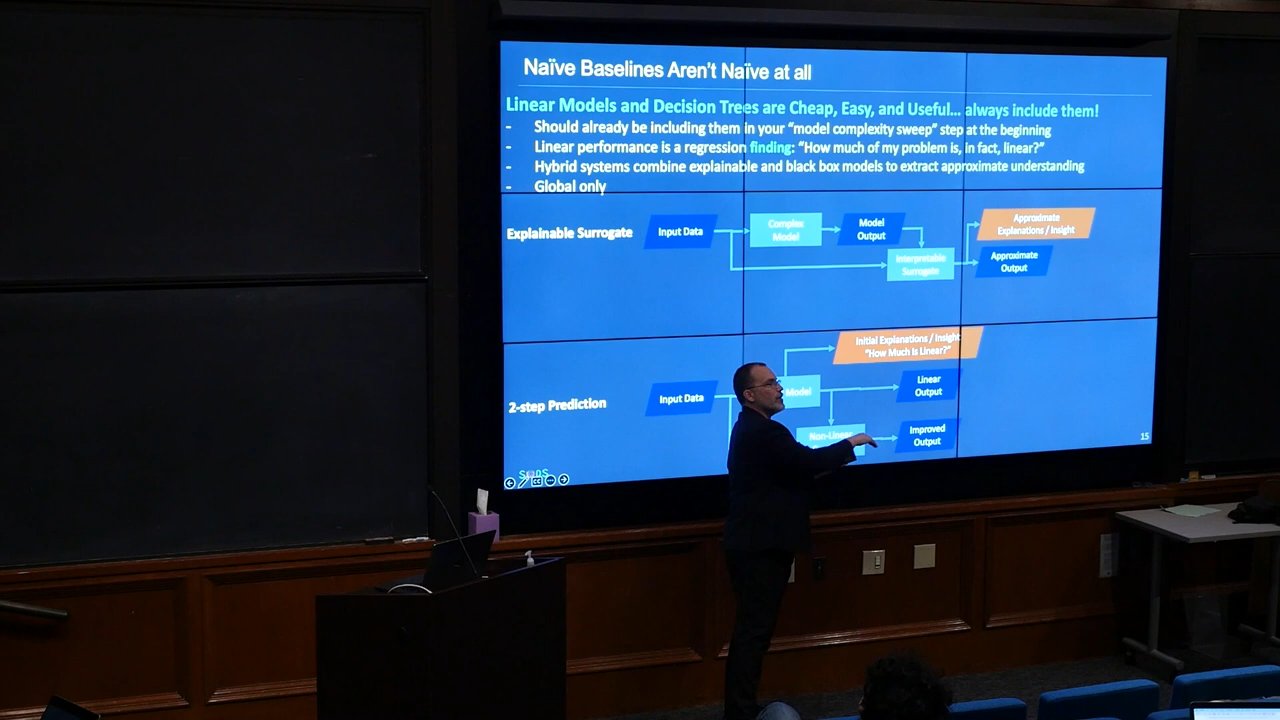 Naïve Baselines Aren't Naïve at all
Linear Models and Decision Trees are Cheap, Easy, and Useful… always include them!
- Should already be including them in your "model complexity sweep" step at the beginning
- Linear performance is a regression finding: "How much of my problem is, in fact, linear?"
- Hybrid systems combine explainable and black box models to extract approximate understanding
- Global only
Explainable Surrogate
Input Data
Complex
Model
Model
Output
Interpretable
Surrogate
Approximate
Explanations / Insight
Approximate
Output
2-step Prediction
Input Data
Model
Initial Explanations / Insight
"How Much Is Linear?"
Linear
Output
Non-Linear
Improved
Output
15